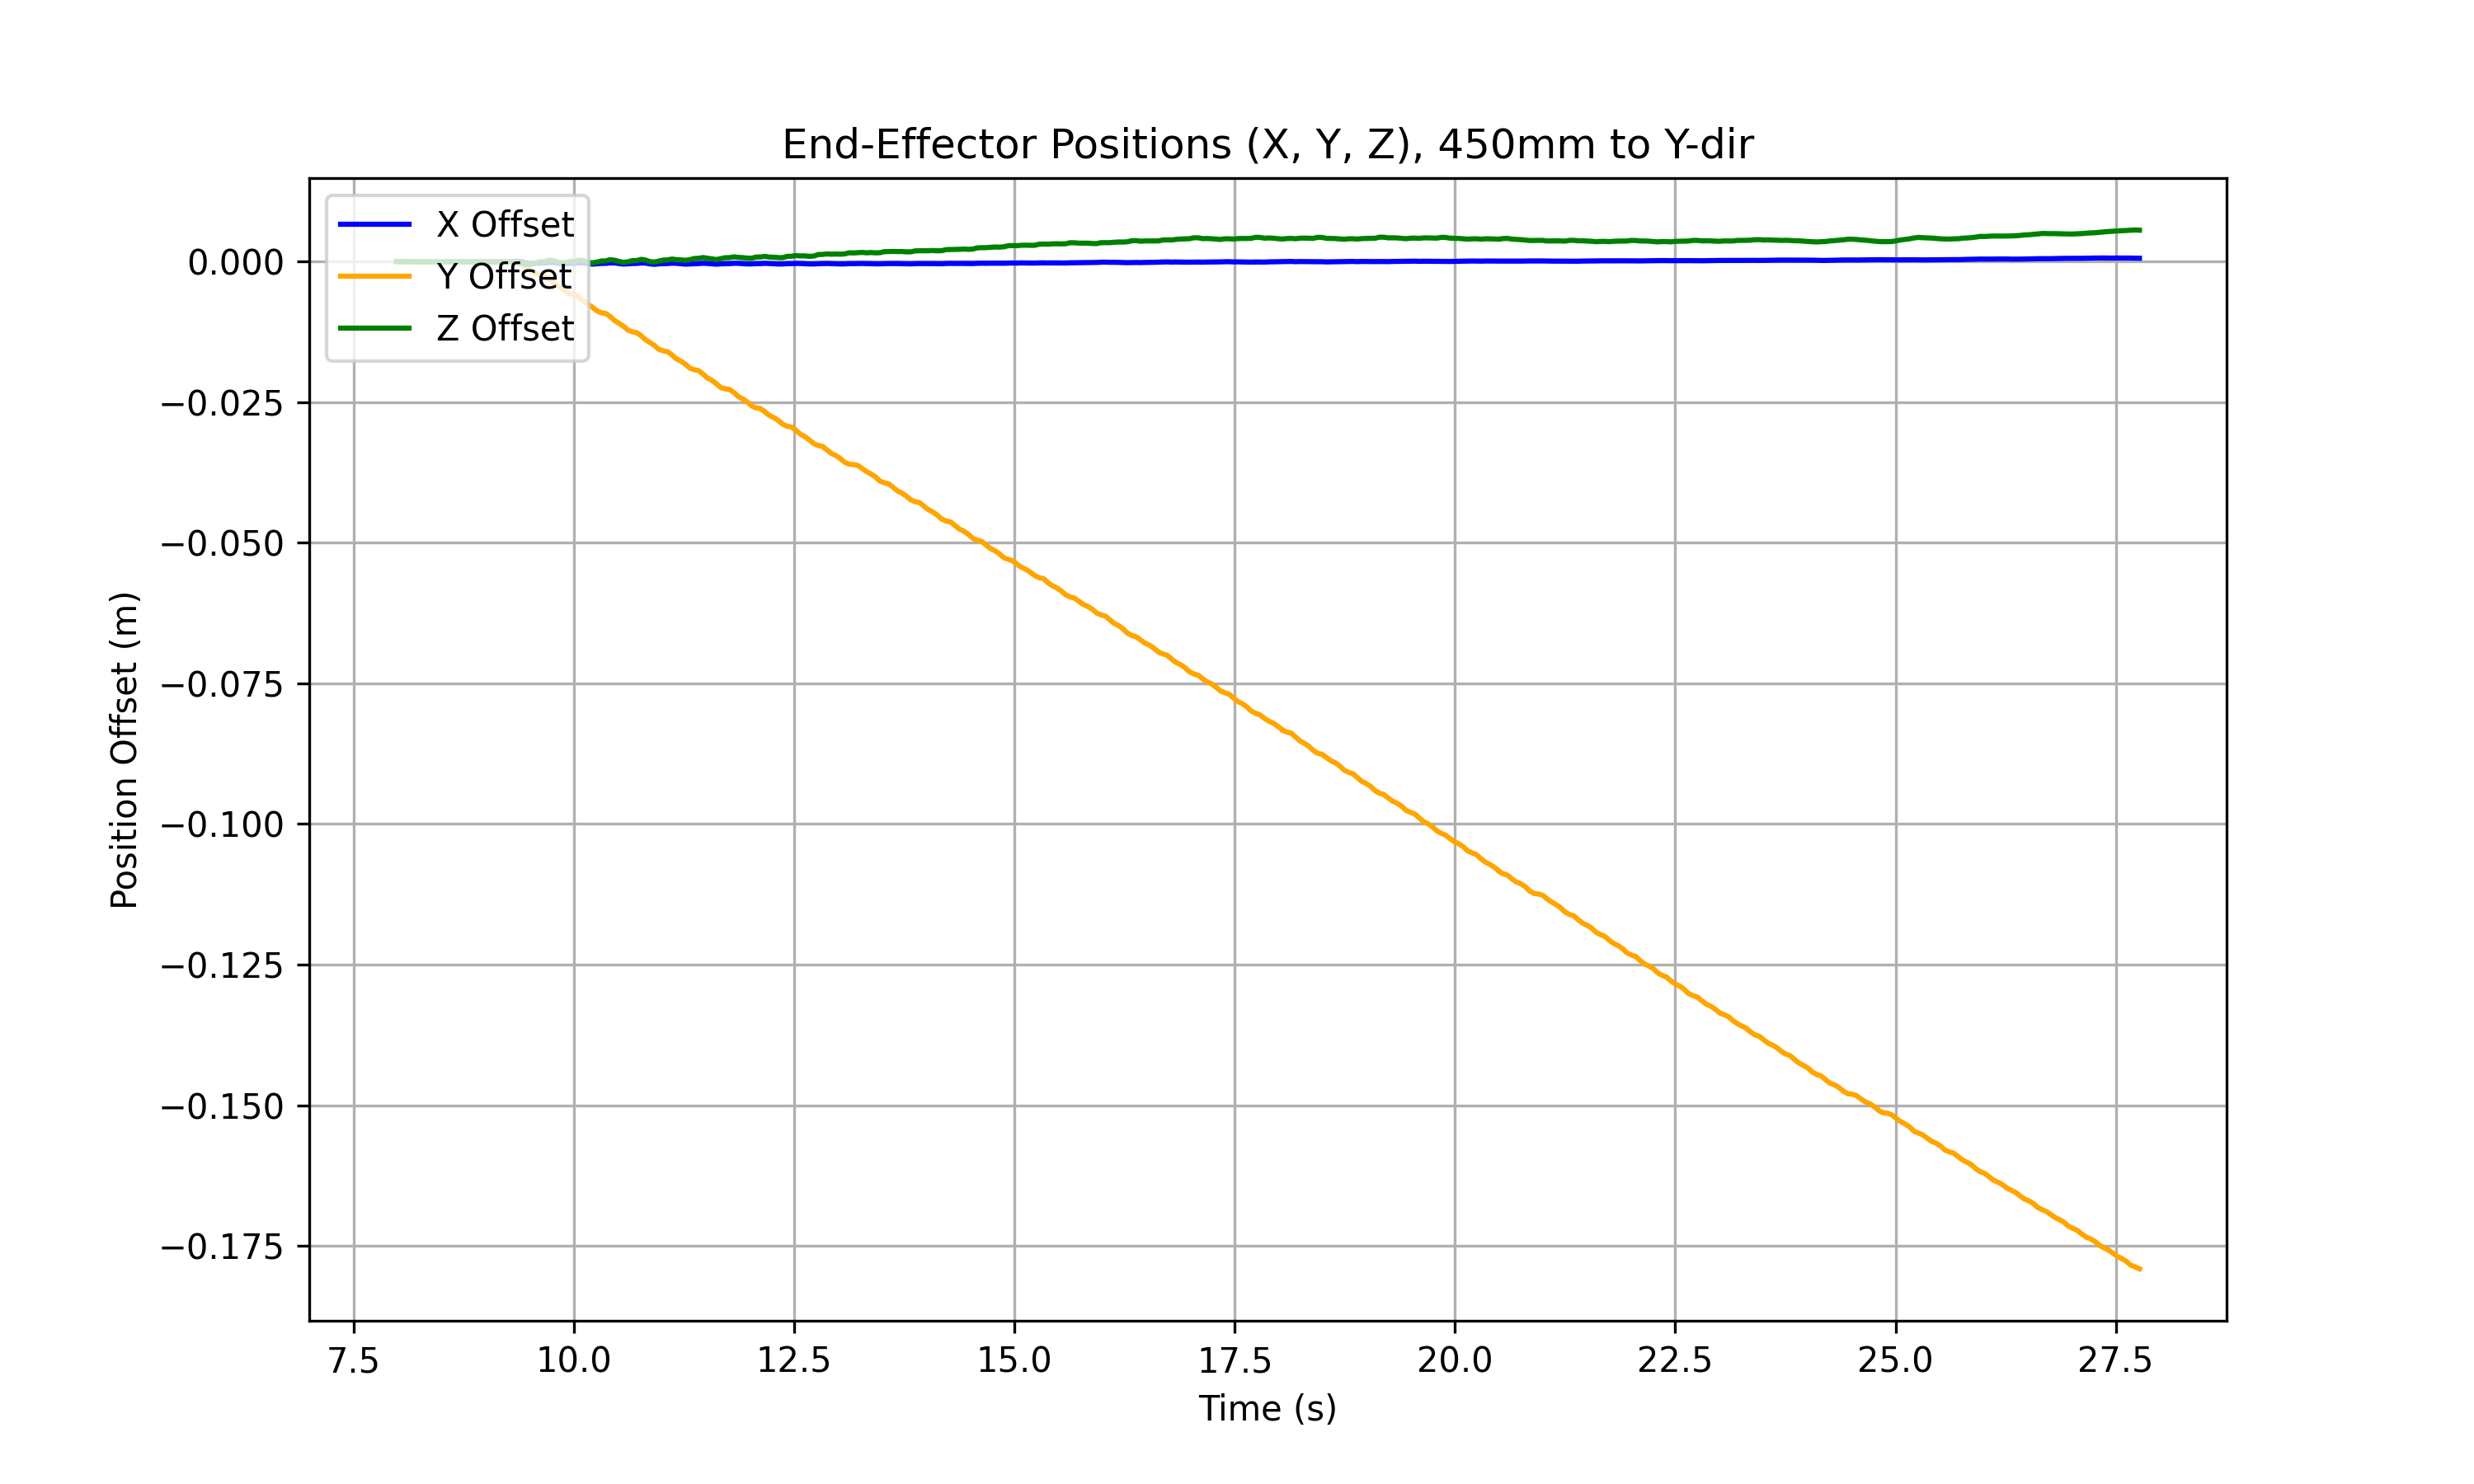 End-Effector Positions (X, Y, Z), 450mm to Y-dir
X Offset
Y Offset
Z Offset
0.000
−0.025
−0.050
−0.075
−0.100
−0.125
−0.150
−0.175
Position Offset (m)
7.5 10.0 12.5 15.0 17.5 20.0 22.5 25.0 27.5
Time (s)